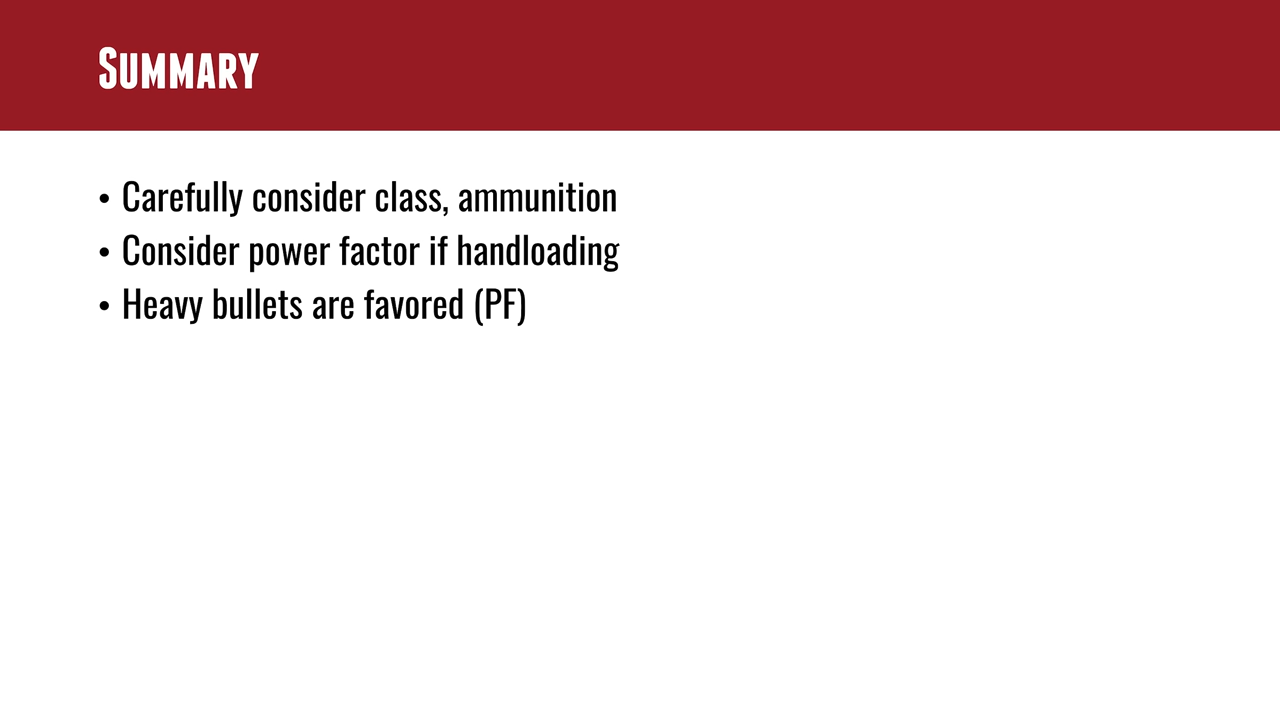 Summary
• Carefully consider class, ammunition
• Consider power factor if handloading
• Heavy bullets are favored (PF)